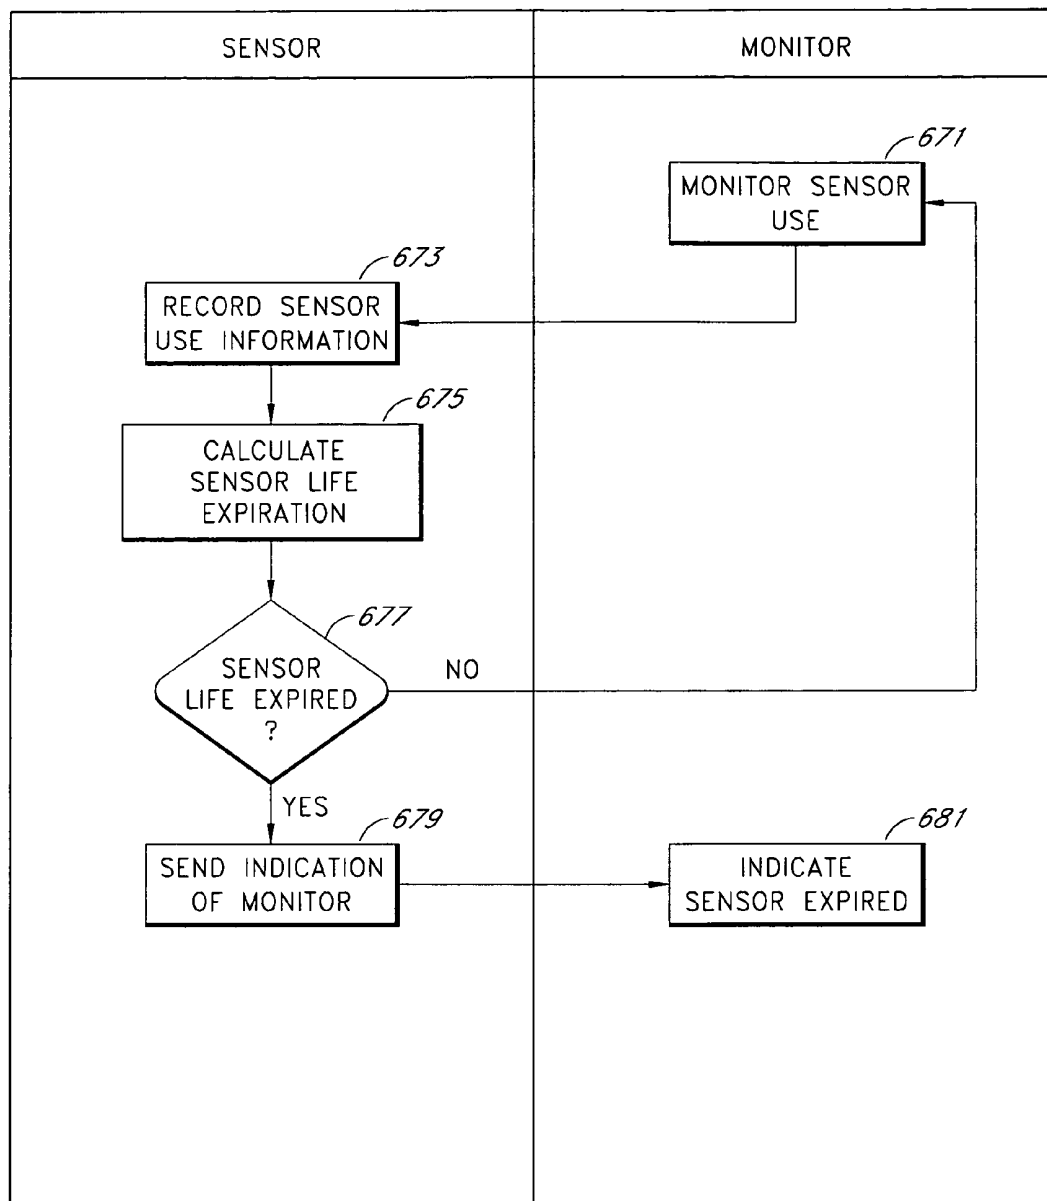 SENSOR
MONITOR
671
MONITOR SENSOR
USE
673
RECORD SENSOR
USE INFORMATION
675
CALCULATE
SENSOR LIFE
EXPIRATION
677
SENSOR
LIFE EXPIRED
?
NO
YES
679
SEND INDICATION
OF MONITOR
681
INDICATE
SENSOR EXPIRED